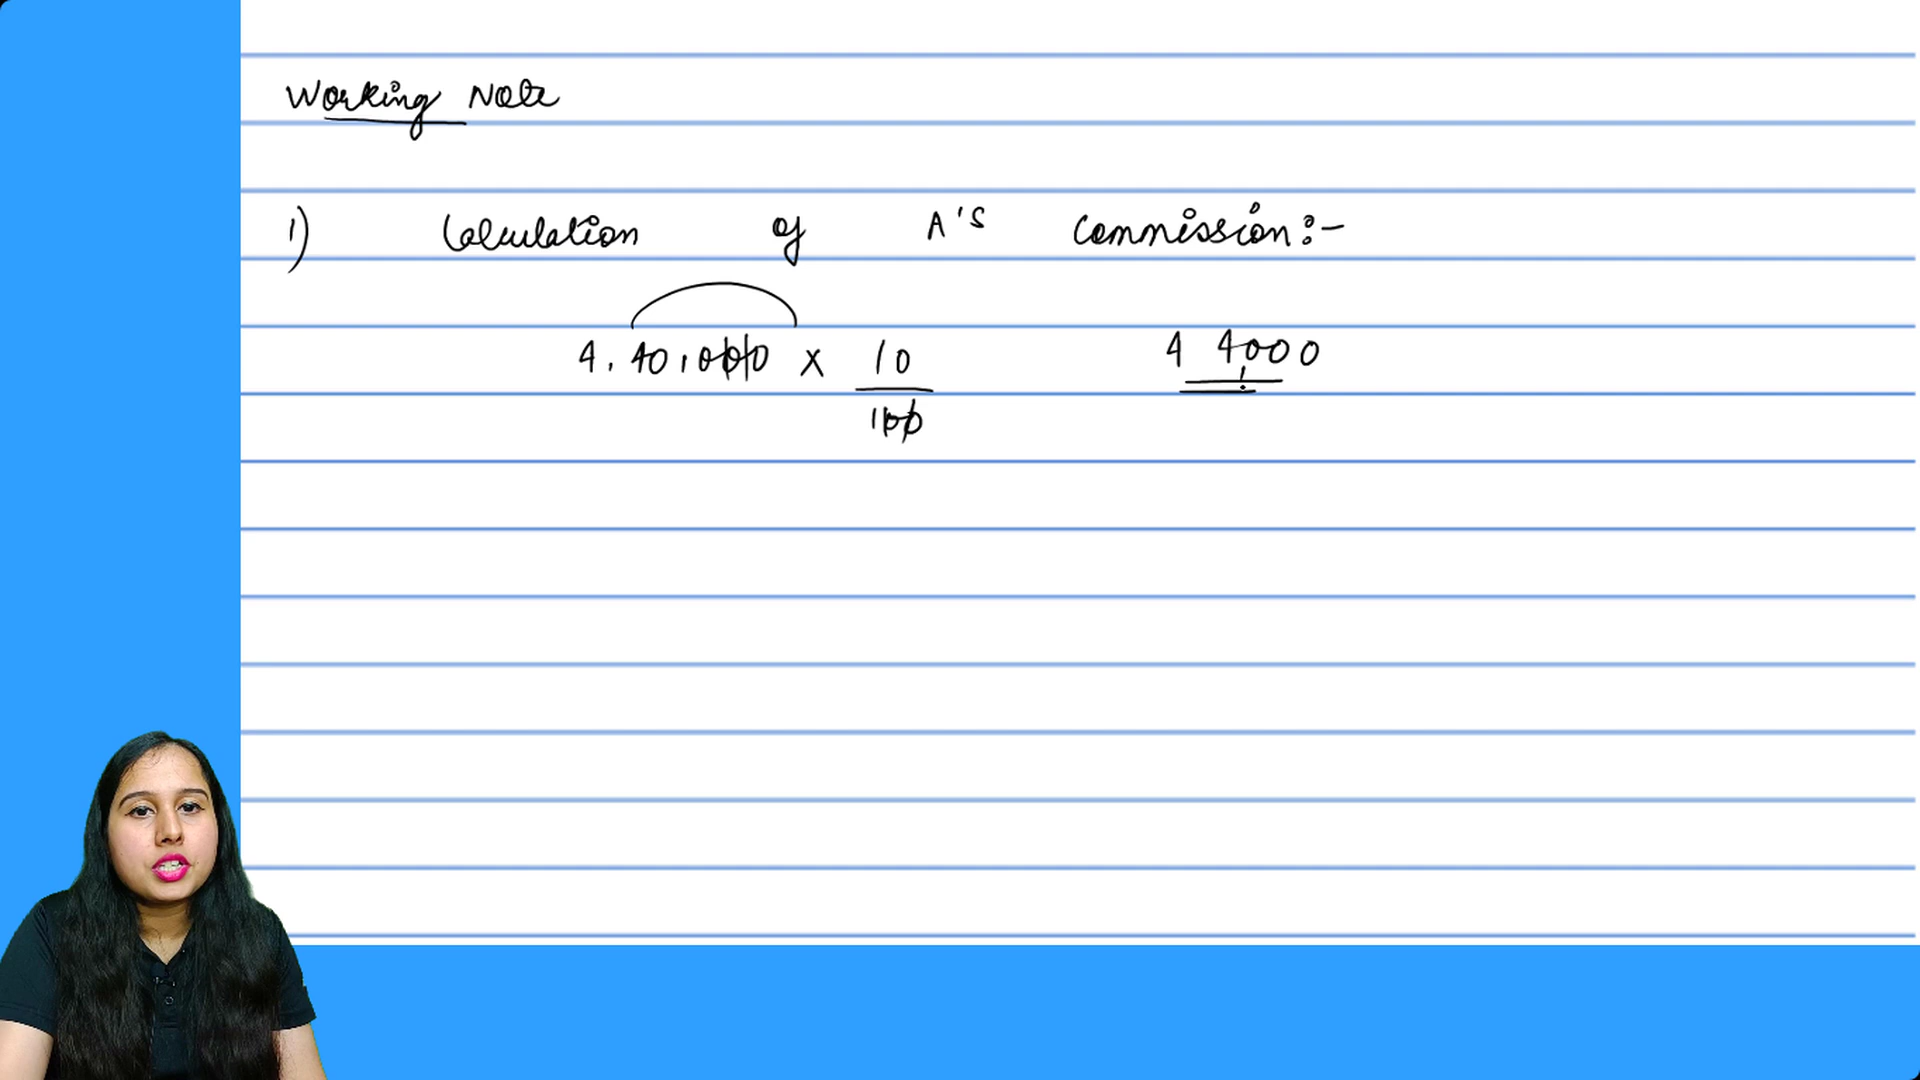 Working Note
1) Calculation of A'S Commission:-
4,40,000 x 10/100 44000